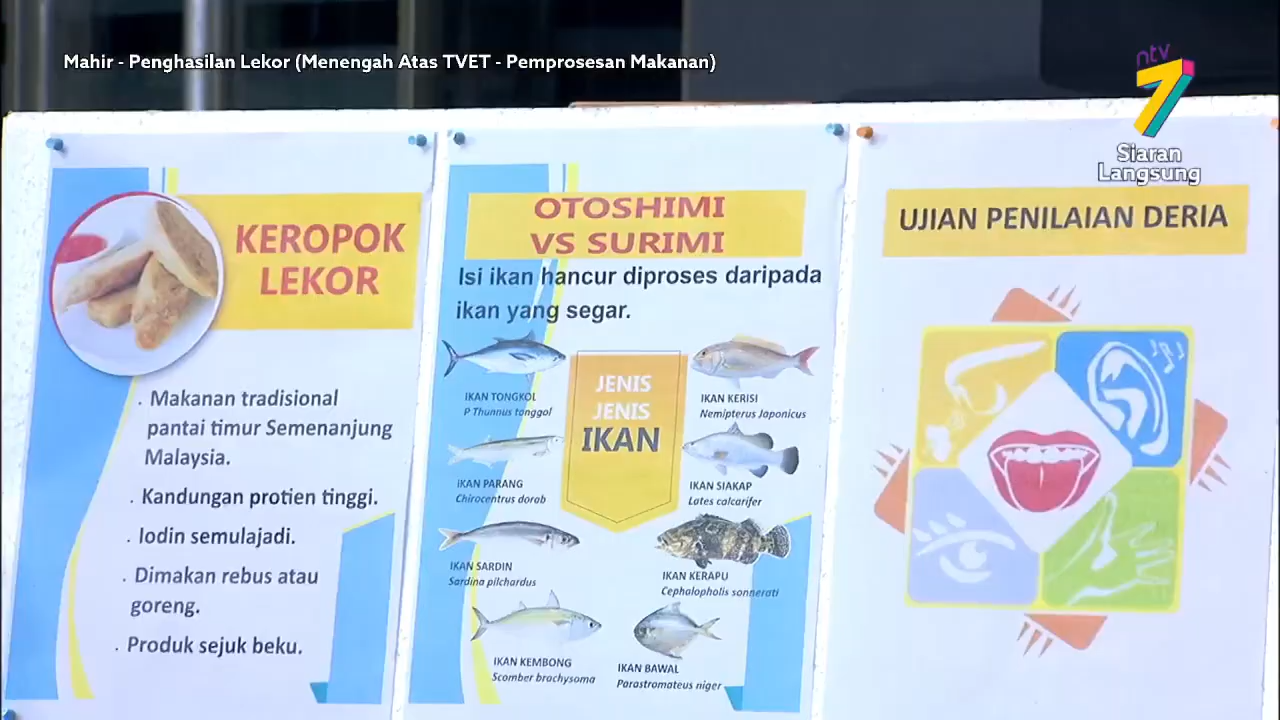 Mahir - Penghasilan Lekor (Menengah Atas TVET - Pemprosesan Makanan)
ntv
7
Siaran
Langsung
KEROPOK
LEKOR
. Makanan tradisional
pantai timur Semenanjung
Malaysia.
. Kandungan protien tinggi.
. Iodin semulajadi.
. Dimakan rebus atau
goreng.
. Produk sejuk beku.
OTOSHIMI
VS SURIMI
Isi ikan hancur diproses daripada
ikan yang segar.
JENIS
JENIS
IKAN
IKAN TONGKOL
P Thunnus tonggol
IKAN KERISI
Nemipterus Japonicus
IKAN PARANG
Chirocentrus dorab
IKAN SIAKAP
Lates calcarifer
IKAN SARDIN
Sardina pilchardus
IKAN KERAPU
Cephalopholis sonnerati
IKAN KEMBONG
Scomber brachysoma
IKAN BAWAL
Parastromateus niger
UJIAN PENILAIAN DERIA